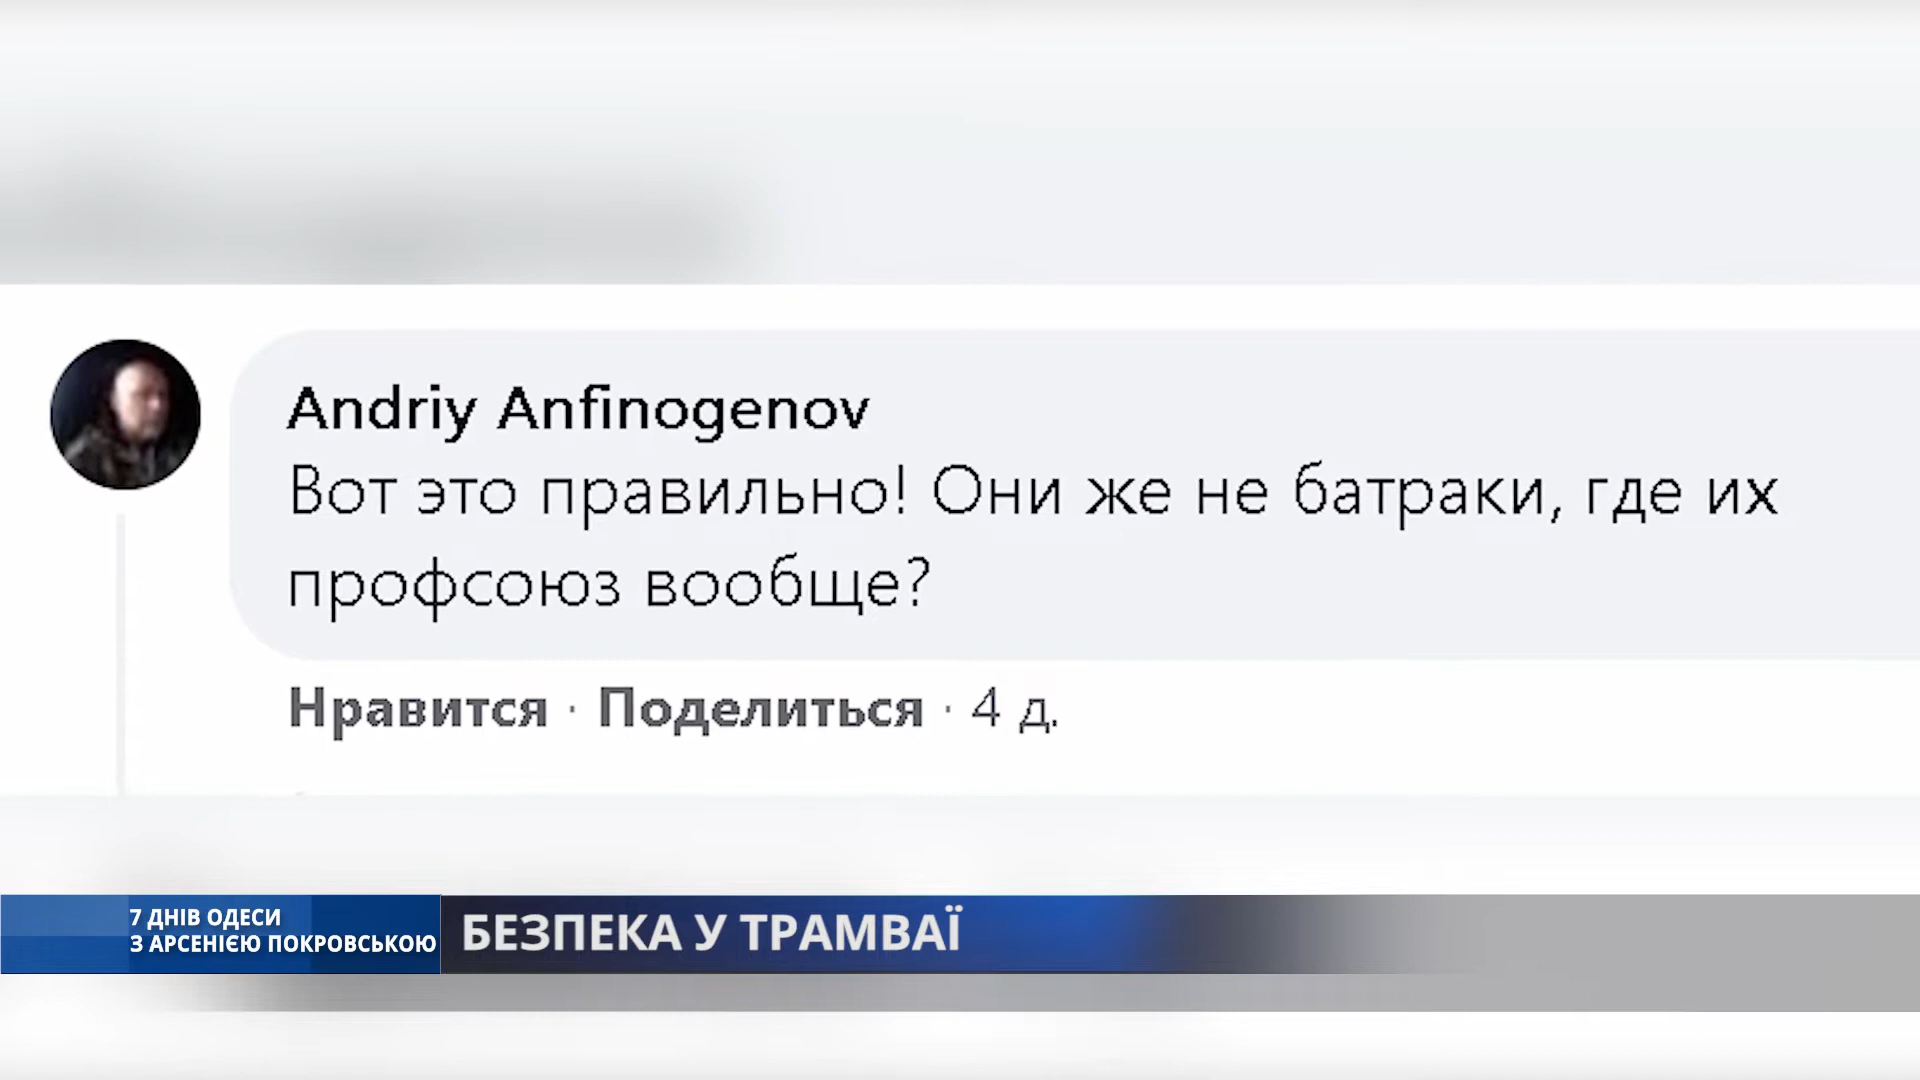 Andriy Anfinogenov
Вот это правильно! Они же не батраки, где их
профсоюз вообще?
Нравится · Поделиться · 4 д.
7 ДНІВ ОДЕСИ
З АРСЕНІЄЮ ПОКРОВСЬКОЮ
БЕЗПЕКА У ТРАМВАЇ